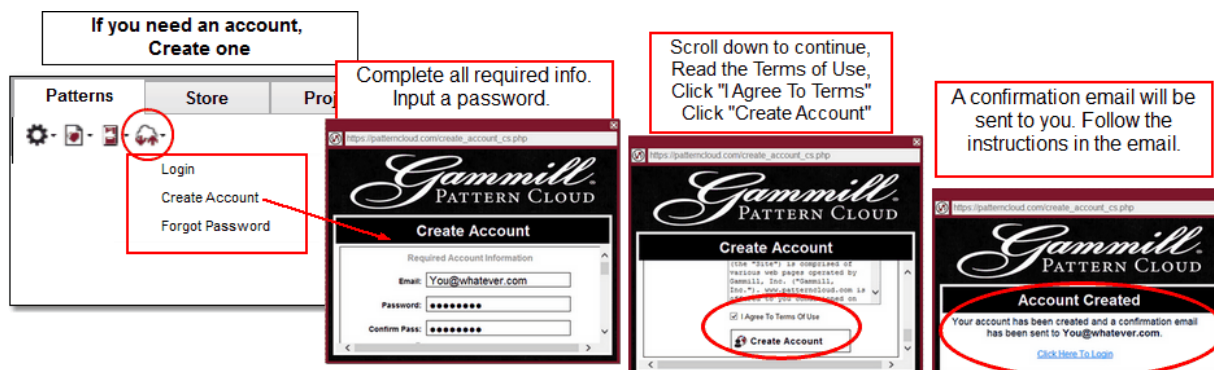 If you need an account,
Create one
Patterns
Store
Proj
Login
Create Account
Forgot Password
Complete all required info.
Input a password.
https://patterncloud.com/create_account_cs.php
Gammill
PATTERN CLOUD
Create Account
Required Account Information
Email: You@whatever.com
Password: ●●●●●●●●
Confirm Pass: ●●●●●●●●
Scroll down to continue,
Read the Terms of Use,
Click "I Agree To Terms"
Click "Create Account"
https://patterncloud.com/create_account_cs.php
Gammill
PATTERN CLOUD
Create Account
(the "Site") is comprised of
various web pages operated by
Gammill, Inc. ("Gammill,
Inc."). www.patterncloud.com is
offered to you conditioned on
I Agree To Terms Of Use
Create Account
A confirmation email will be
sent to you. Follow the
instructions in the email.
https://patterncloud.com/create_account_cs.php
Gammill
PATTERN CLOUD
Account Created
Your account has been created and a confirmation email
has been sent to You@whatever.com.
Click Here To Login